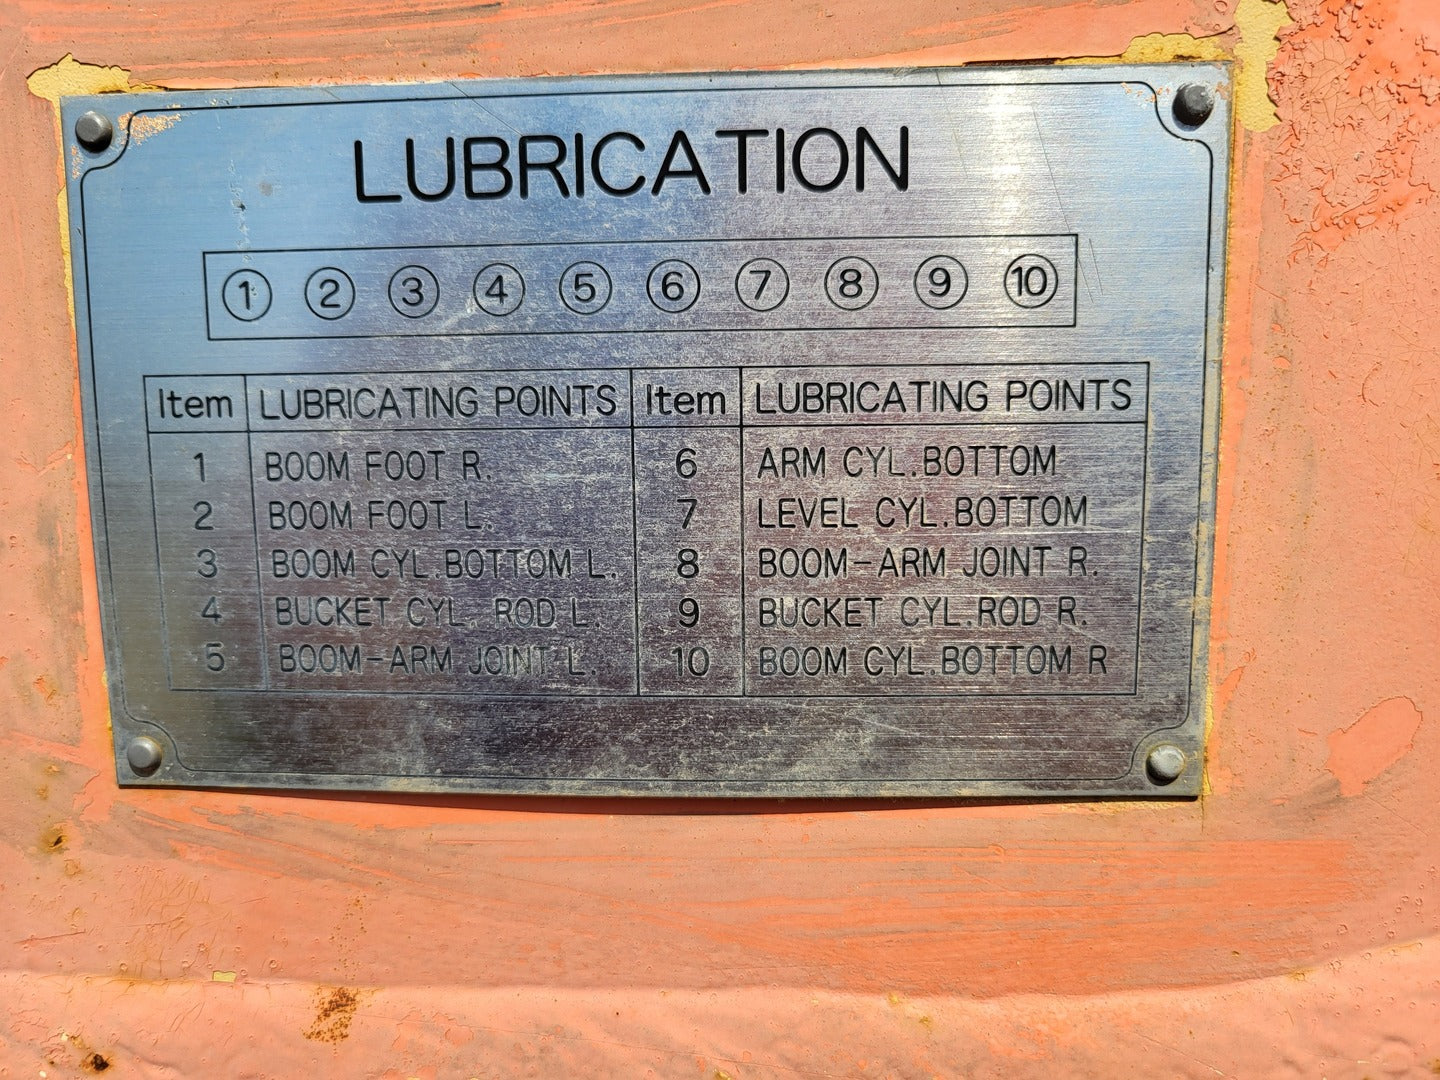 LUBRICATION
① ② ③ ④ ⑤ ⑥ ⑦ ⑧ ⑨ ⑩
Item LUBRICATING POINTS Item LUBRICATING POINTS
1 BOOM FOOT R. 6 ARM CYL.BOTTOM
2 BOOM FOOT L. 7 LEVEL CYL.BOTTOM
3 BOOM CYL.BOTTOM L. 8 BOOM-ARM JOINT R.
4 BUCKET CYL. ROD L. 9 BUCKET CYL.ROD R.
5 BOOM-ARM JOINT L. 10 BOOM CYL.BOTTOM R